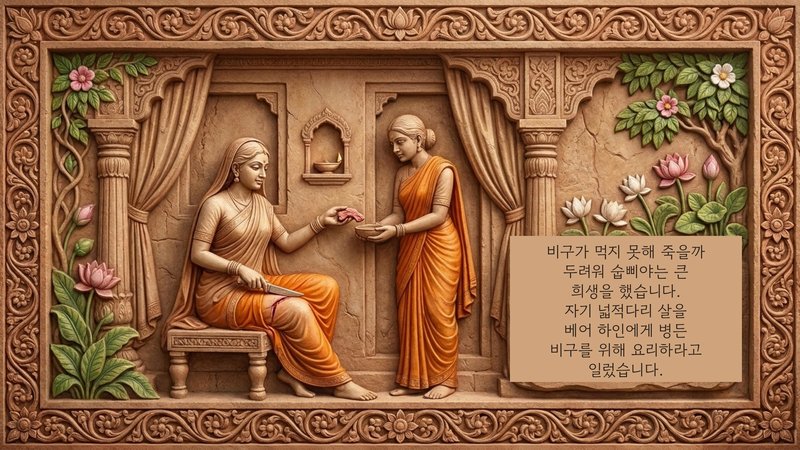 비구가 먹지 못해 죽을까
두려워 숩삐야는 큰
희생을 했습니다.
자기 넓적다리 살을
베어 하인에게 병든
비구를 위해 요리하라고
일렀습니다.